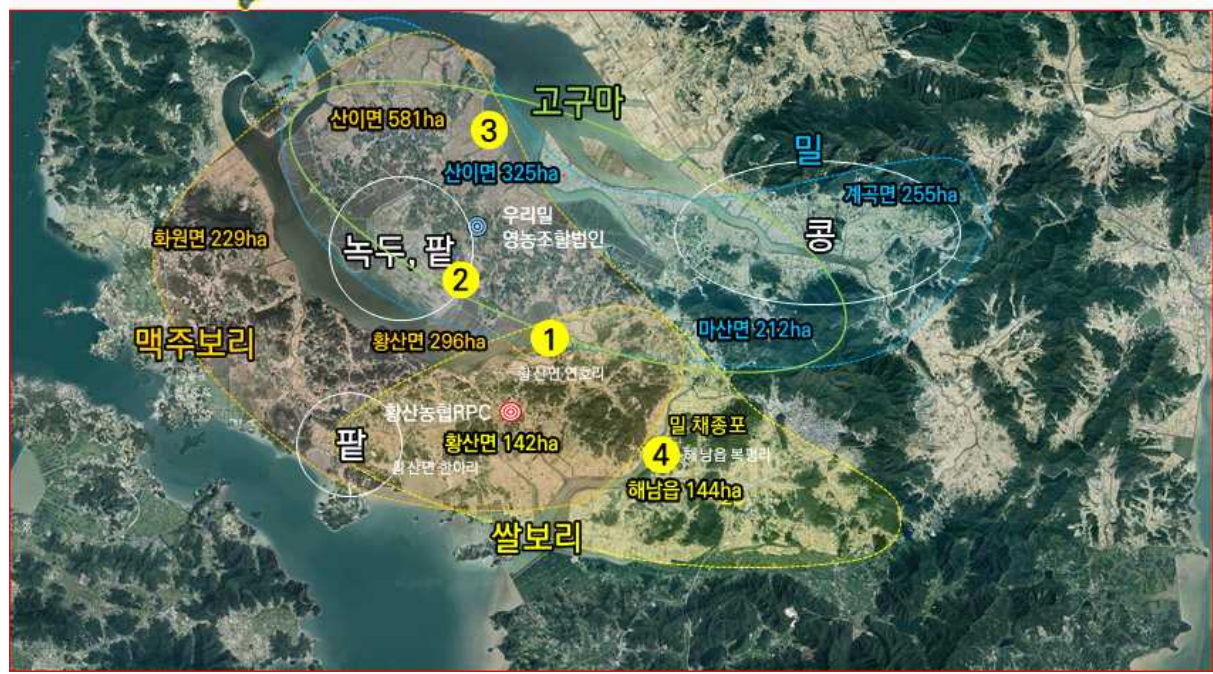 고구마
산이면 581ha
3
밀
산이면 325ha
계곡면 255ha
우리밀
영농조합법인
화원면 229ha
녹두, 팥
콩
2
맥주보리
황산면 296ha
1
마산면 212ha
황산면 연호리
황산농협RPC
밀 채종포
팥
황산면 142ha
4
해남읍 복평리
황산면 한아리
해남읍 144ha
쌀보리